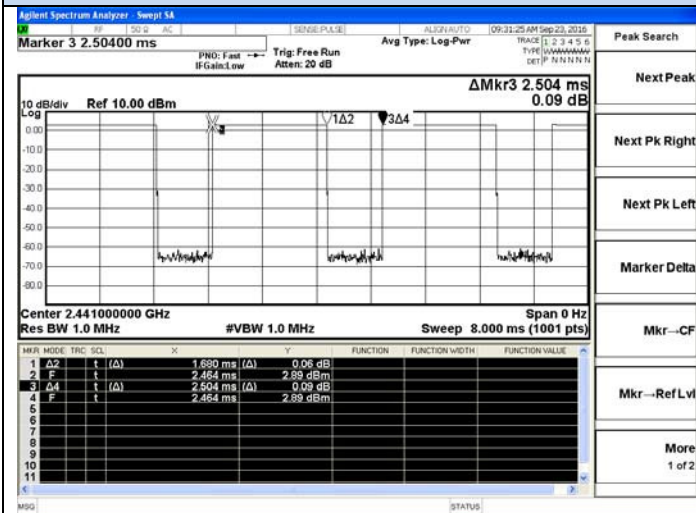 Agilent Spectrum Analyzer - Swept SA
RF 50 Ω AC SENSE:PULSE ALIGN AUTO 09:31:25 AM Sep 23, 2016
Marker 3 2.50400 ms
PNO: Fast
IFGain:Low
Trig: Free Run
Atten: 20 dB
Avg Type: Log-Pwr
TRACE 1 2 3 4 5 6
TYPE WWWWWW
DET P N N N N N
Peak Search
ΔMkr3 2.504 ms
0.09 dB
10 dB/div Ref 10.00 dBm
Log
1Δ2 3Δ4
0.00
-10.0
-20.0
-30.0
-40.0
-50.0
-60.0
-70.0
-80.0
Center 2.441000000 GHz Span 0 Hz
Res BW 1.0 MHz #VBW 1.0 MHz Sweep 8.000 ms (1001 pts)
MKR MODE TRC SCL X Y FUNCTION FUNCTION WIDTH FUNCTION VALUE
1 Δ2 t (Δ) 1.680 ms (Δ) 0.06 dB
2 F t 2.464 ms 2.89 dBm
3 Δ4 t (Δ) 2.504 ms (Δ) 0.09 dB
4 F t 2.464 ms 2.89 dBm
5
6
7
8
9
10
11
MSG STATUS
Next Peak
Next Pk Right
Next Pk Left
Marker Delta
Mkr→CF
Mkr→Ref Lvl
More
1 of 2